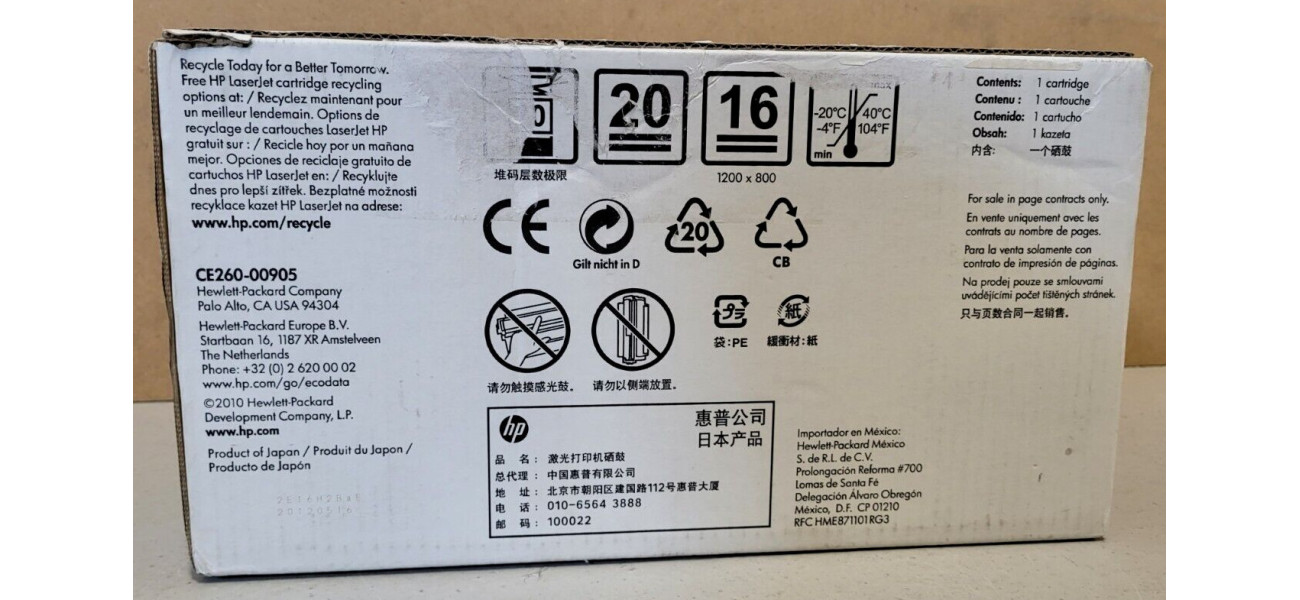 Recycle Today for a Better Tomorrow.
Free HP LaserJet cartridge recycling
options at: / Recyclez maintenant pour
un meilleur lendemain. Options de
recyclage de cartouches LaserJet HP
gratuit sur : / Recicle hoy por un mañana
mejor. Opciones de reciclaje gratuito de
cartuchos HP LaserJet en: / Recyklujte
dnes pro lepší zítřek. Bezplatné možnosti
recyklace kazet HP LaserJet na adrese:
www.hp.com/recycle
CE260-00905
Hewlett-Packard Company
Palo Alto, CA USA 94304
Hewlett-Packard Europe B.V.
Startbaan 16, 1187 XR Amstelveen
The Netherlands
Phone: +32 (0) 2 620 00 02
www.hp.com/go/ecodata
©2010 Hewlett-Packard
Development Company, L.P.
www.hp.com
Product of Japan / Produit du Japon /
Producto de Japón
堆码层数极限
20
16
1200 x 800
max
-20°C 40°C
-4°F 104°F
min
CE
Gilt nicht in D
20
CB
请勿触摸感光鼓。
请勿以侧端放置。
プラ
袋:PE
紙
緩衝材:紙
hp
惠普公司
日本产品
品 名: 激光打印机硒鼓
总代理: 中国惠普有限公司
地 址: 北京市朝阳区建国路112号惠普大厦
电 话: 010-6564 3888
邮 码: 100022
Contents: 1 cartridge
Contenu : 1 cartouche
Contenido: 1 cartucho
Obsah: 1 kazeta
内含: 一个硒鼓
For sale in page contracts only.
En vente uniquement avec les
contrats au nombre de pages.
Para la venta solamente con
contrato de impresión de páginas.
Na prodej pouze se smlouvami
uvádějícími počet tištěných stránek.
只与页数合同一起销售。
Importador en México:
Hewlett-Packard México
S. de R.L. de C.V.
Prolongación Reforma #700
Lomas de Santa Fé
Delegación Álvaro Obregón
México, D.F. CP 01210
RFC HME871101RG3